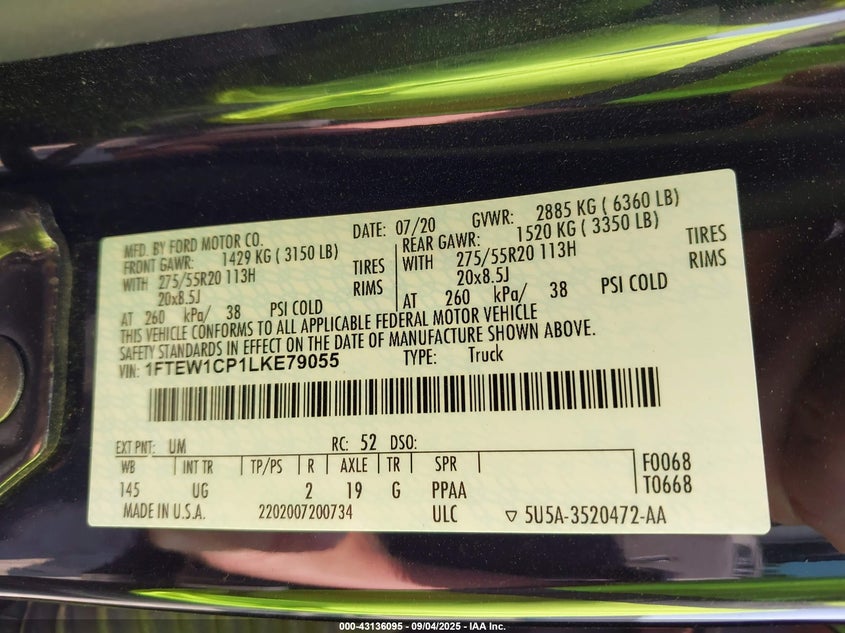 MFD. BY FORD MOTOR CO. DATE: 07/20 GVWR: 2885 KG ( 6360 LB)
FRONT GAWR: 1429 KG ( 3150 LB) REAR GAWR: 1520 KG ( 3350 LB)
WITH 275/55R20 113H TIRES WITH 275/55R20 113H TIRES
20x8.5J RIMS 20x8.5J RIMS
AT 260 kPa/ 38 PSI COLD AT 260 kPa/ 38 PSI COLD
THIS VEHICLE CONFORMS TO ALL APPLICABLE FEDERAL MOTOR VEHICLE
SAFETY STANDARDS IN EFFECT ON THE DATE OF MANUFACTURE SHOWN ABOVE.
VIN: 1FTEW1CP1LKE79055 TYPE: Truck
EXT PNT: UM RC: 52 DSO:
WB INT TR TP/PS R AXLE TR SPR F0068
145 UG 2 19 G PPAA T0668
MADE IN U.S.A. 2202007200734 ULC ▽ 5U5A-3520472-AA
000-43136095 - 09/04/2025 - IAA Inc.